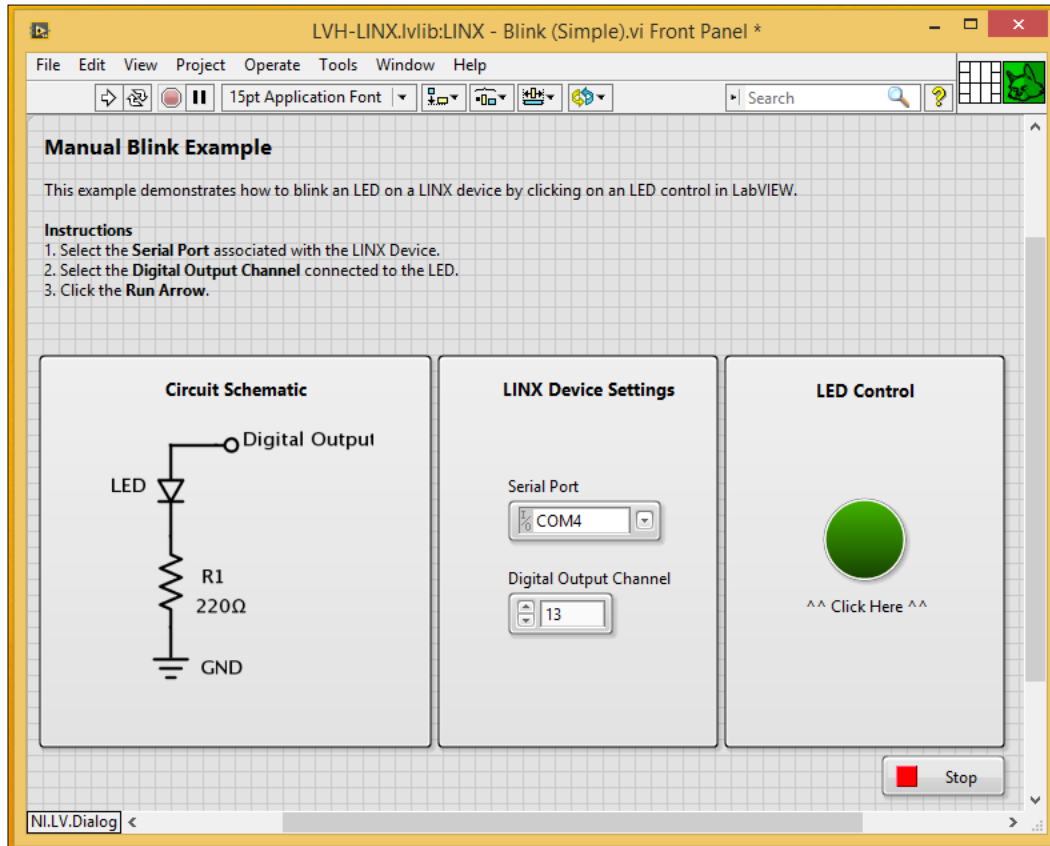 LVH-LINX.lvlib:LINX - Blink (Simple).vi Front Panel *
File Edit View Project Operate Tools Window Help
15pt Application Font Search
Manual Blink Example
This example demonstrates how to blink an LED on a LINX device by clicking on an LED control in LabVIEW.
Instructions
1. Select the Serial Port associated with the LINX Device.
2. Select the Digital Output Channel connected to the LED.
3. Click the Run Arrow.
Circuit Schematic
Digital Output
LED
R1
220Ω
GND
LINX Device Settings
Serial Port
I/O COM4
Digital Output Channel
13
LED Control
^^ Click Here ^^
Stop
NI.LV.Dialog